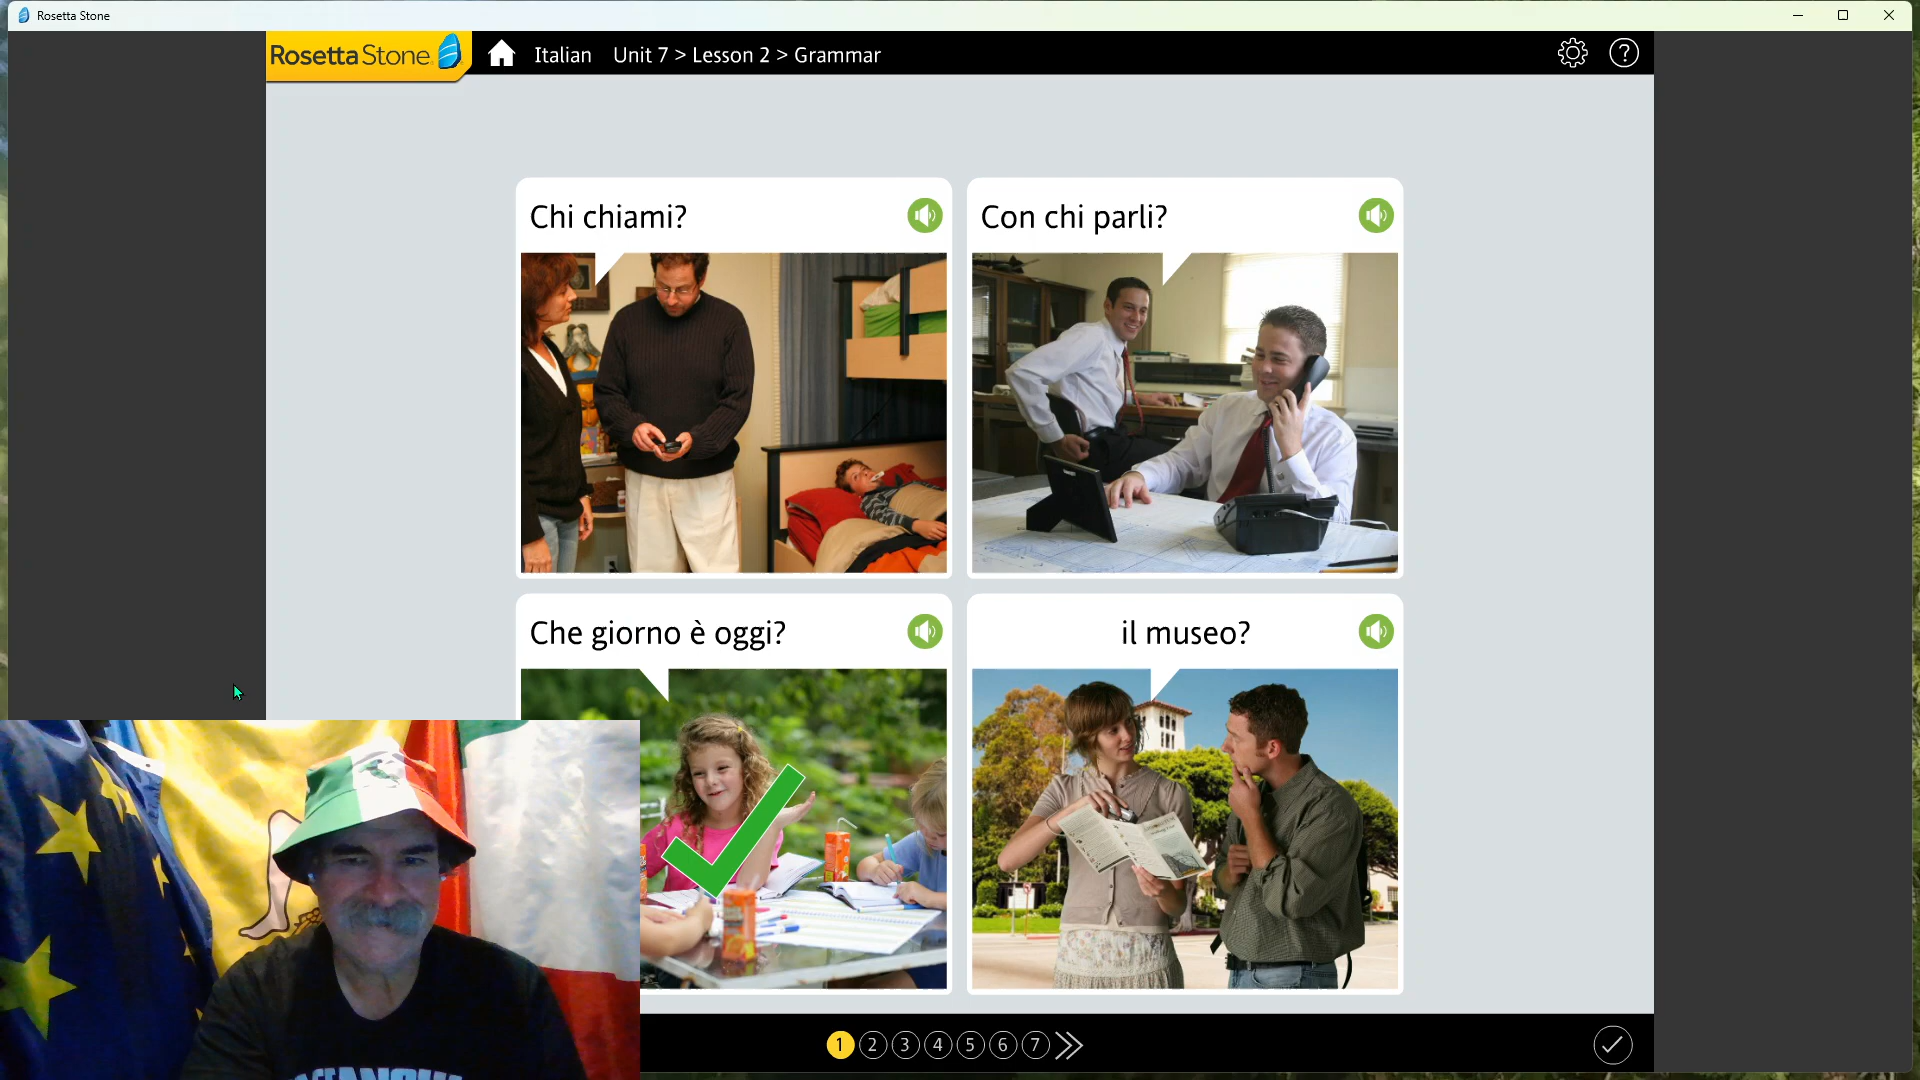 Rosetta Stone
RosettaStone
Italian Unit 7 > Lesson 2 > Grammar
?
Chi chiami?
Con chi parli?
Che giorno è oggi?
il museo?
1 2 3 4 5 6 7